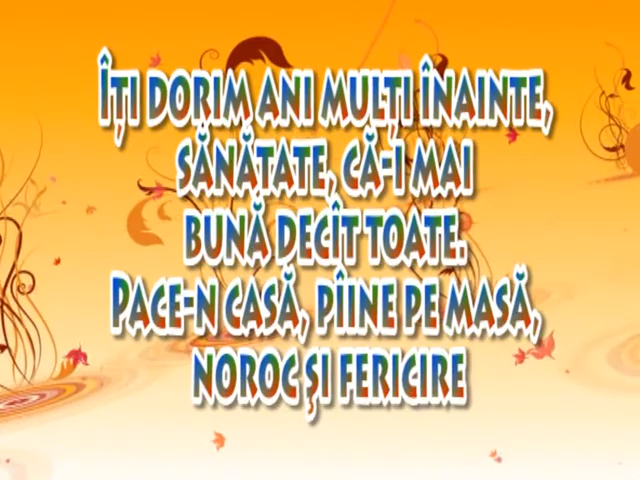 ÎȚI DORIM ANI MULȚI ÎNAINTE,
SĂNĂTATE, CĂ-I MAI
BUNĂ DECÎT TOATE.
PACE-N CASĂ, PÎINE PE MASĂ,
NOROC ȘI FERICIRE